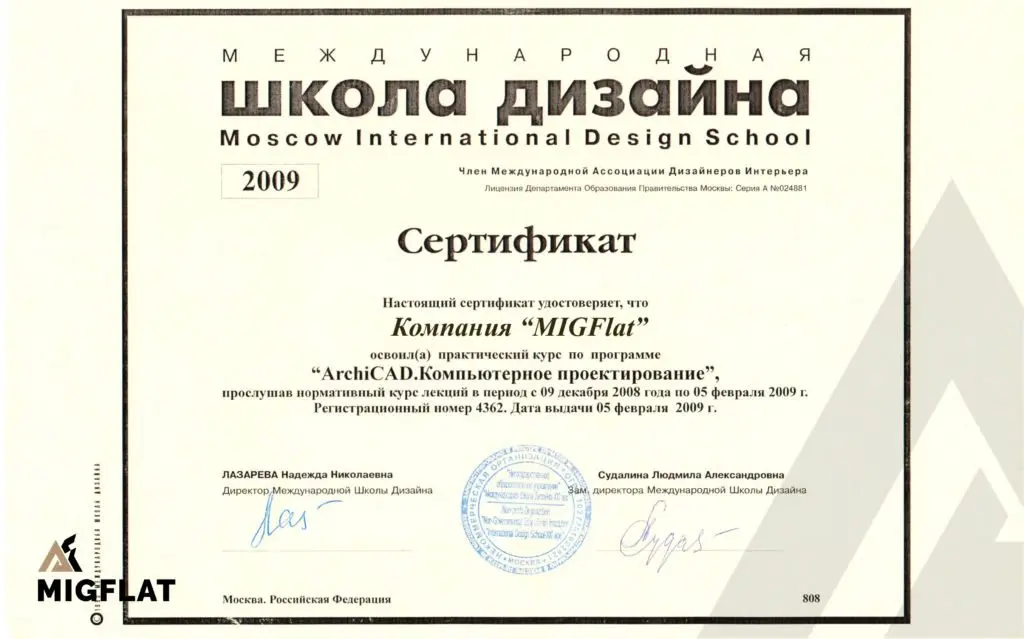 МЕЖДУНАРОДНАЯ
ШКОЛА ДИЗАЙНА
Moscow International Design School
2009
Член Международной Ассоциации Дизайнеров Интерьера
Лицензия Департамента Образования Правительства Москвы: Серия А №024881
Сертификат
Настоящий сертификат удостоверяет, что
Компания “MIGFlat”
освоил(а) практический курс по программе
“ArchiCAD.Компьютерное проектирование”,
прослушав нормативный курс лекций в период с 09 декабря 2008 года по 05 февраля 2009 г.
Регистрационный номер 4362. Дата выдачи 05 февраля 2009 г.
ЛАЗАРЕВА Надежда Николаевна
Директор Международной Школы Дизайна
Судалина Людмила Александровна
Зам. директора Международной Школы Дизайна
МОСКВА
МЕЖДУНАРОДНАЯ ШКОЛА ДИЗАЙНА
MIGFLAT
Москва. Российская Федерация
808